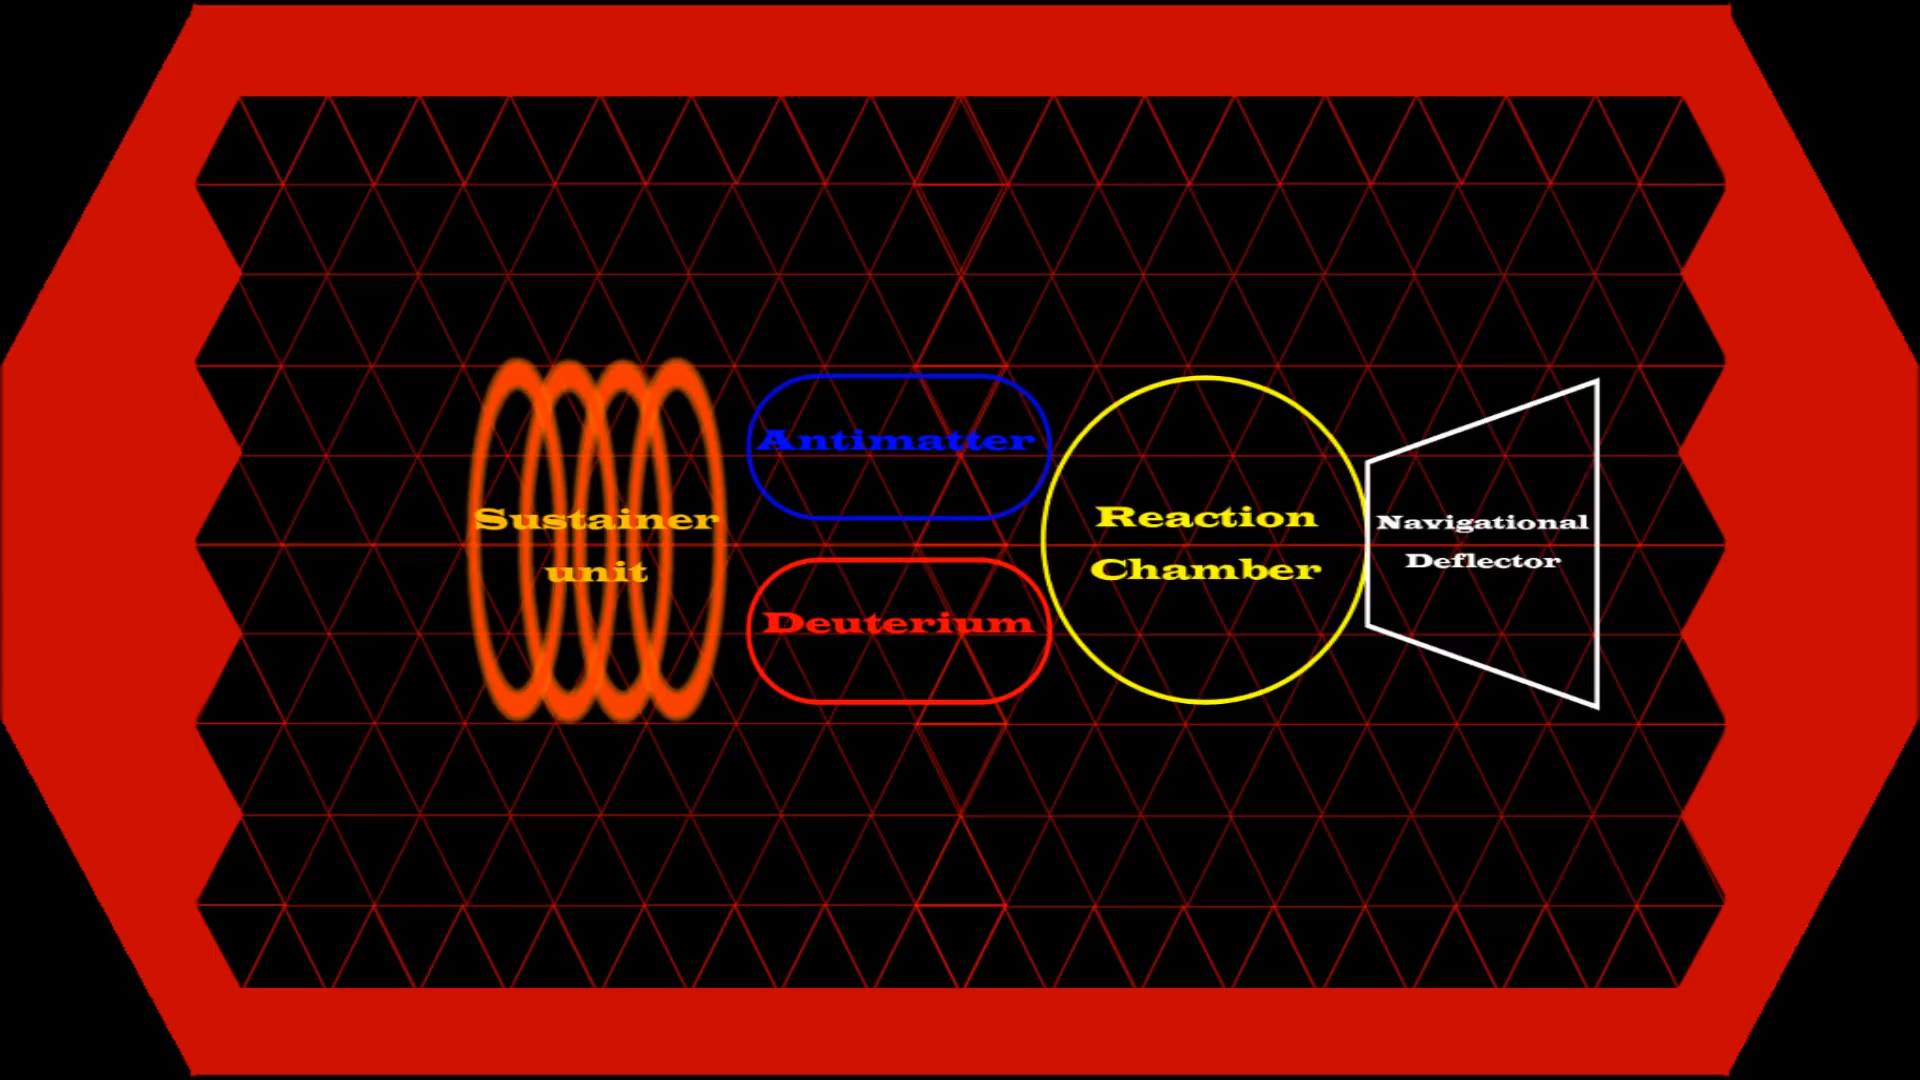 Sustainer
unit
Antimatter
Deuterium
Reaction
Chamber
Navigational
Deflector